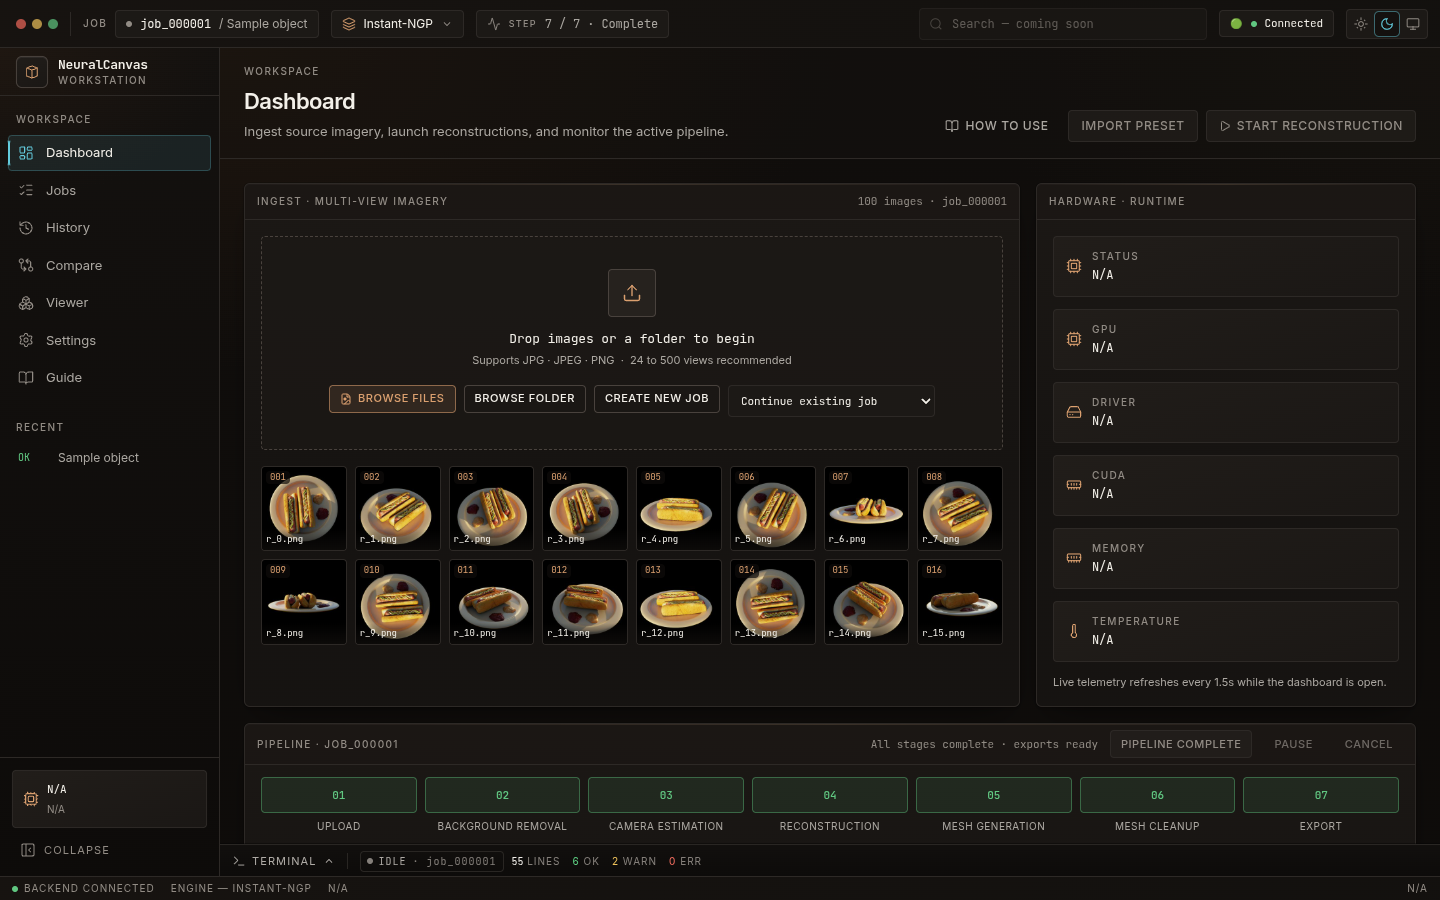 JOB job_000001 / Sample object Instant-NGP STEP 7 / 7 · Complete Search — coming soon Connected
NeuralCanvas
WORKSTATION
WORKSPACE
Dashboard
Jobs
History
Compare
Viewer
Settings
Guide
RECENT
OK Sample object
N/A
N/A
COLLAPSE
WORKSPACE
Dashboard
Ingest source imagery, launch reconstructions, and monitor the active pipeline.
HOW TO USE IMPORT PRESET START RECONSTRUCTION
INGEST · MULTI-VIEW IMAGERY 100 images · job_000001
Drop images or a folder to begin
Supports JPG · JPEG · PNG · 24 to 500 views recommended
BROWSE FILES BROWSE FOLDER CREATE NEW JOB Continue existing job
001 002 003 004 005 006 007 008
r_0.png r_1.png r_2.png r_3.png r_4.png r_5.png r_6.png r_7.png
009 010 011 012 013 014 015 016
r_8.png r_9.png r_10.png r_11.png r_12.png r_13.png r_14.png r_15.png
HARDWARE · RUNTIME
STATUS
N/A
GPU
N/A
DRIVER
N/A
CUDA
N/A
MEMORY
N/A
TEMPERATURE
N/A
Live telemetry refreshes every 1.5s while the dashboard is open.
PIPELINE · JOB_000001 All stages complete · exports ready PIPELINE COMPLETE PAUSE CANCEL
01 02 03 04 05 06 07
UPLOAD BACKGROUND REMOVAL CAMERA ESTIMATION RECONSTRUCTION MESH GENERATION MESH CLEANUP EXPORT
TERMINAL IDLE · job_000001 55 LINES 6 OK 2 WARN 0 ERR
BACKEND CONNECTED ENGINE — INSTANT-NGP N/A N/A